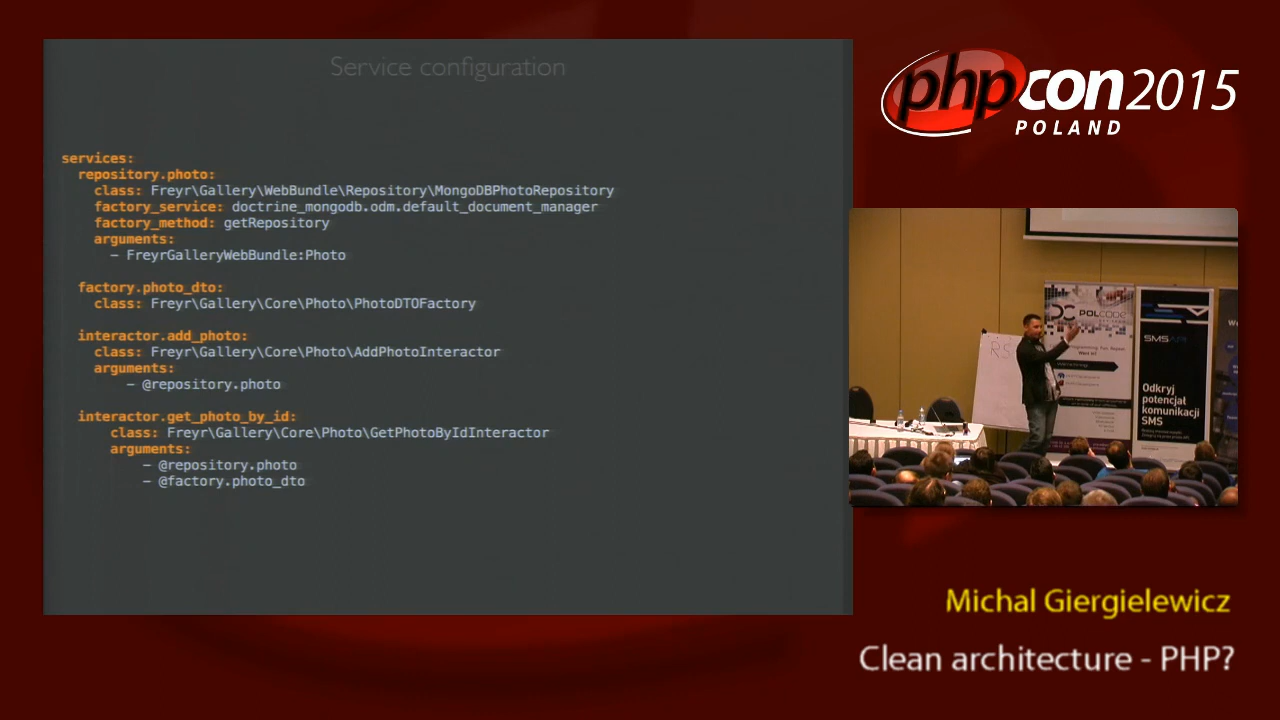 Service configuration
services:
repository.photo:
class: Freyr\Gallery\WebBundle\Repository\MongoDBPhotoRepository
factory_service: doctrine_mongodb.odm.default_document_manager
factory_method: getRepository
arguments:
– FreyrGalleryWebBundle:Photo
factory.photo_dto:
class: Freyr\Gallery\Core\Photo\PhotoDTOFactory
interactor.add_photo:
class: Freyr\Gallery\Core\Photo\AddPhotoInteractor
arguments:
– @repository.photo
interactor.get_photo_by_id:
class: Freyr\Gallery\Core\Photo\GetPhotoByIdInteractor
arguments:
– @repository.photo
– @factory.photo_dto
phpcon2015
POLAND
POLCODE
RS
SMS
Odkryj
potencjał
komunikacji
SMS
Michal Giergielewicz
Clean architecture - PHP?